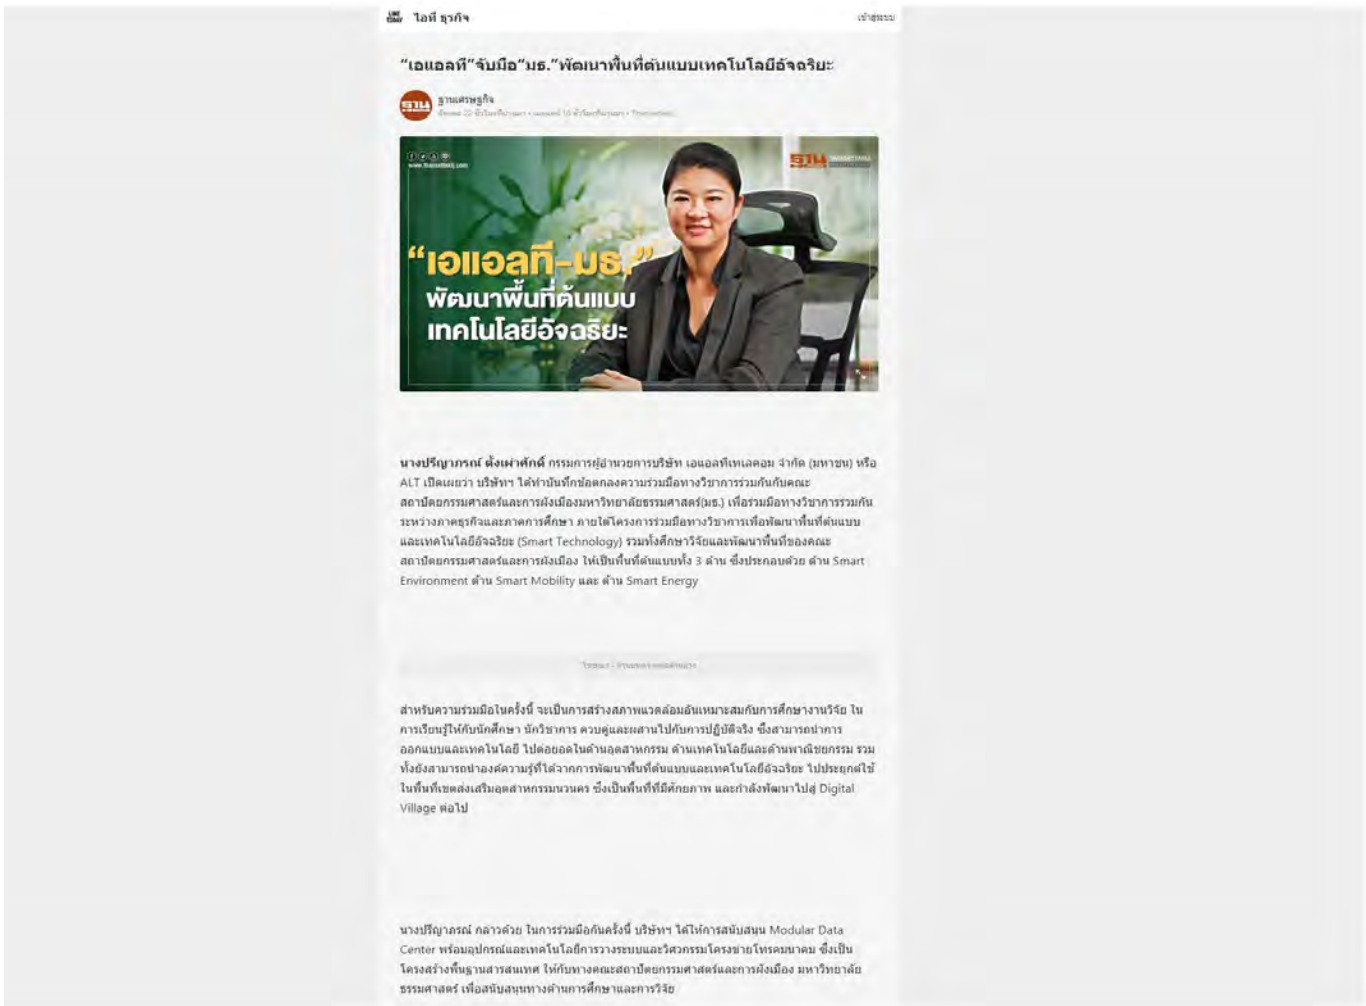 LINE TODAY ไอที ธุรกิจ
เข้าสู่ระบบ
“เอแอลที”จับมือ“มธ.”พัฒนาพื้นที่ต้นแบบเทคโนโลยีอัจฉริยะ
ฐาน ฐานเศรษฐกิจ
www.thansettakij.com
ฐาน
“เอแอลที-มธ.”
พัฒนาพื้นที่ต้นแบบ
เทคโนโลยีอัจฉริยะ
นางปรีญาภรณ์ ตั้งเผ่าศักดิ์ กรรมการผู้อำนวยการบริษัท เอแอลทีเทเลคอม จำกัด (มหาชน) หรือ
ALT เปิดเผยว่า บริษัทฯ ได้ทำบันทึกข้อตกลงความร่วมมือทางวิชาการร่วมกันกับคณะ
สถาปัตยกรรมศาสตร์และการผังเมืองมหาวิทยาลัยธรรมศาสตร์(มธ.) เพื่อร่วมมือทางวิชาการร่วมกัน
ระหว่างภาคธุรกิจและภาคการศึกษา ภายใต้โครงการร่วมมือทางวิชาการเพื่อพัฒนาพื้นที่ต้นแบบ
และเทคโนโลยีอัจฉริยะ (Smart Technology) รวมทั้งศึกษาวิจัยและพัฒนาพื้นที่ของคณะ
สถาปัตยกรรมศาสตร์และการผังเมือง ให้เป็นพื้นที่ต้นแบบทั้ง 3 ด้าน ซึ่งประกอบด้วย ด้าน Smart
Environment ด้าน Smart Mobility และ ด้าน Smart Energy
สำหรับความร่วมมือในครั้งนี้ จะเป็นการสร้างสภาพแวดล้อมอันเหมาะสมกับการศึกษางานวิจัย ใน
การเรียนรู้ให้กับนักศึกษา นักวิชาการ ควบคู่และผสานไปกับการปฏิบัติจริง ซึ่งสามารถนำการ
ออกแบบและเทคโนโลยี ไปต่อยอดในด้านอุตสาหกรรม ด้านเทคโนโลยีและด้านพาณิชยกรรม รวม
ทั้งยังสามารถนำองค์ความรู้ที่ได้จากการพัฒนาพื้นที่ต้นแบบและเทคโนโลยีอัจฉริยะ ไปประยุกต์ใช้
ในพื้นที่เขตส่งเสริมอุตสาหกรรมนวนคร ซึ่งเป็นพื้นที่ที่มีศักยภาพ และกำลังพัฒนาไปสู่ Digital
Village ต่อไป
นางปรีญาภรณ์ กล่าวด้วย ในการร่วมมือกันครั้งนี้ บริษัทฯ ได้ให้การสนับสนุน Modular Data
Center พร้อมอุปกรณ์และเทคโนโลยีการวางระบบและวิศวกรรมโครงข่ายโทรคมนาคม ซึ่งเป็น
โครงสร้างพื้นฐานสารสนเทศ ให้กับทางคณะสถาปัตยกรรมศาสตร์และการผังเมือง มหาวิทยาลัย
ธรรมศาสตร์ เพื่อสนับสนุนทางด้านการศึกษาและการวิจัย